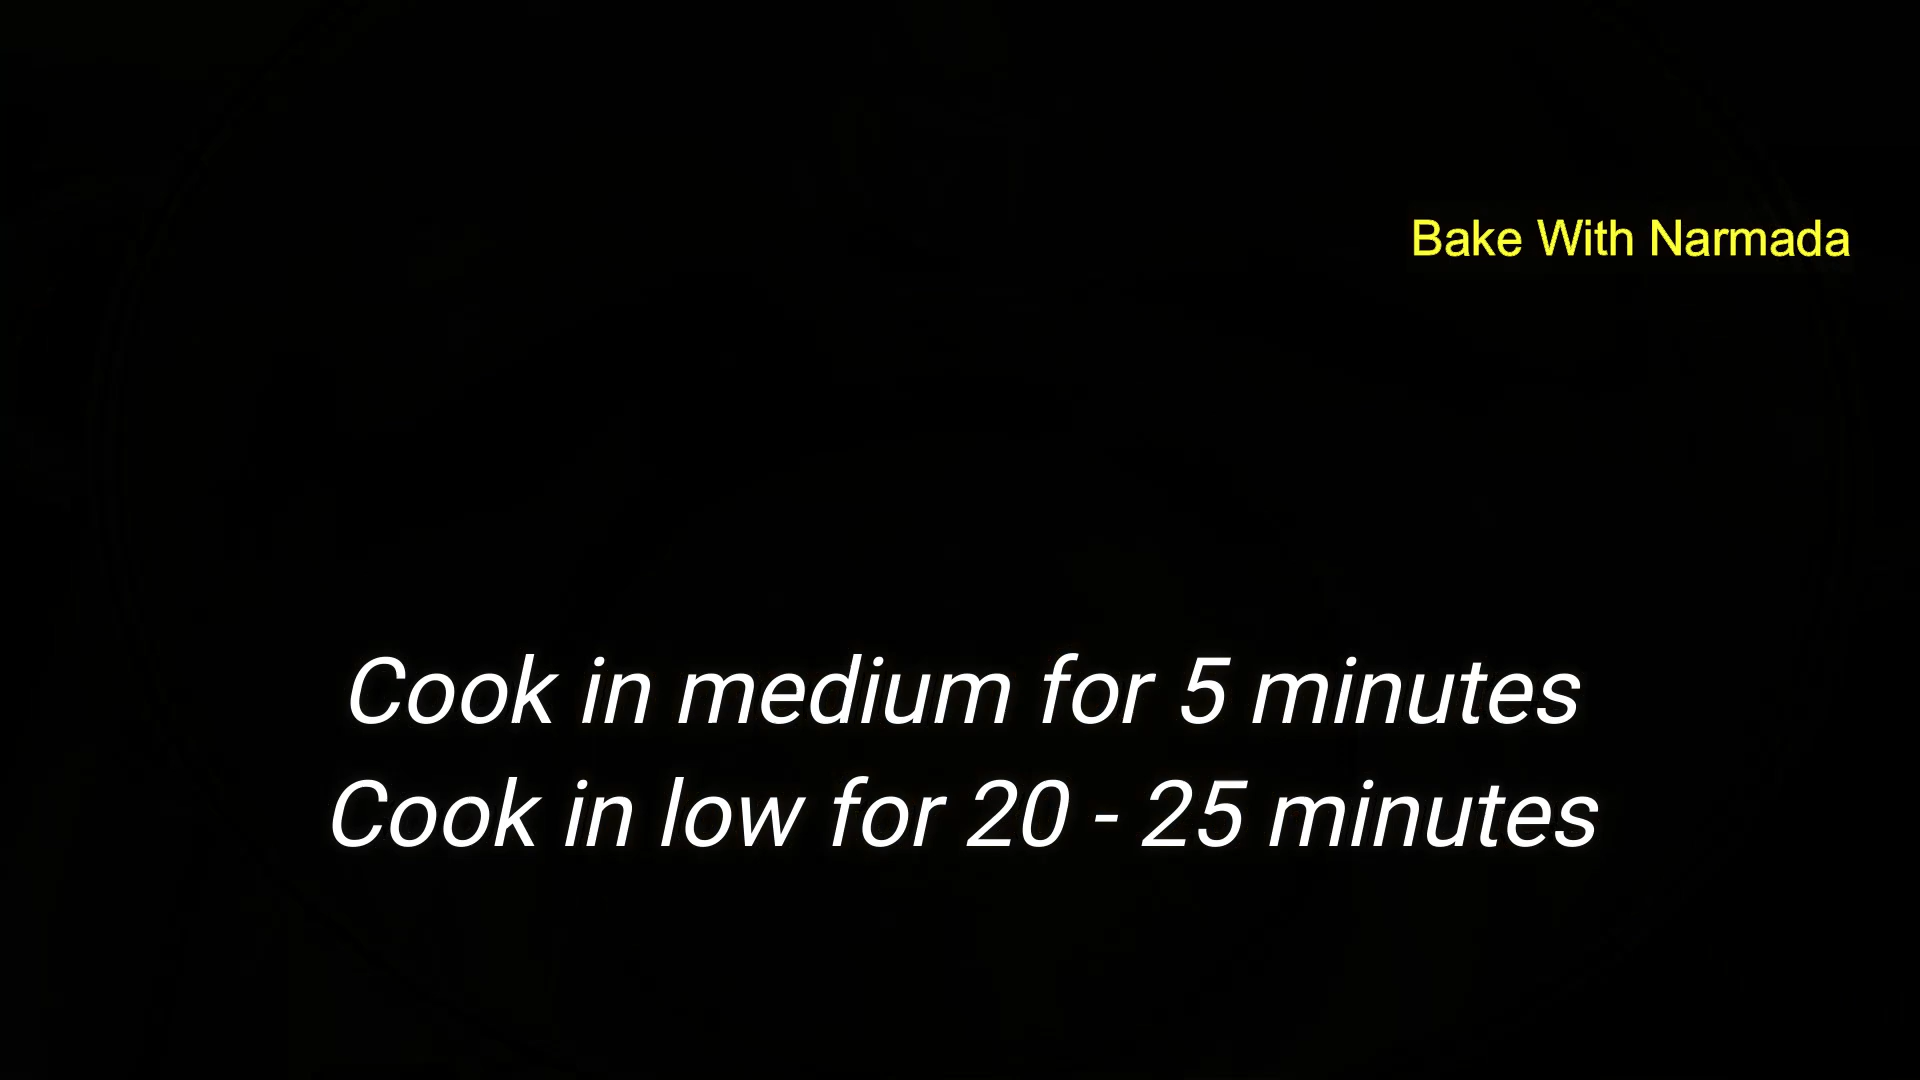 Bake With Narmada
Cook in medium for 5 minutes
Cook in low for 20 - 25 minutes